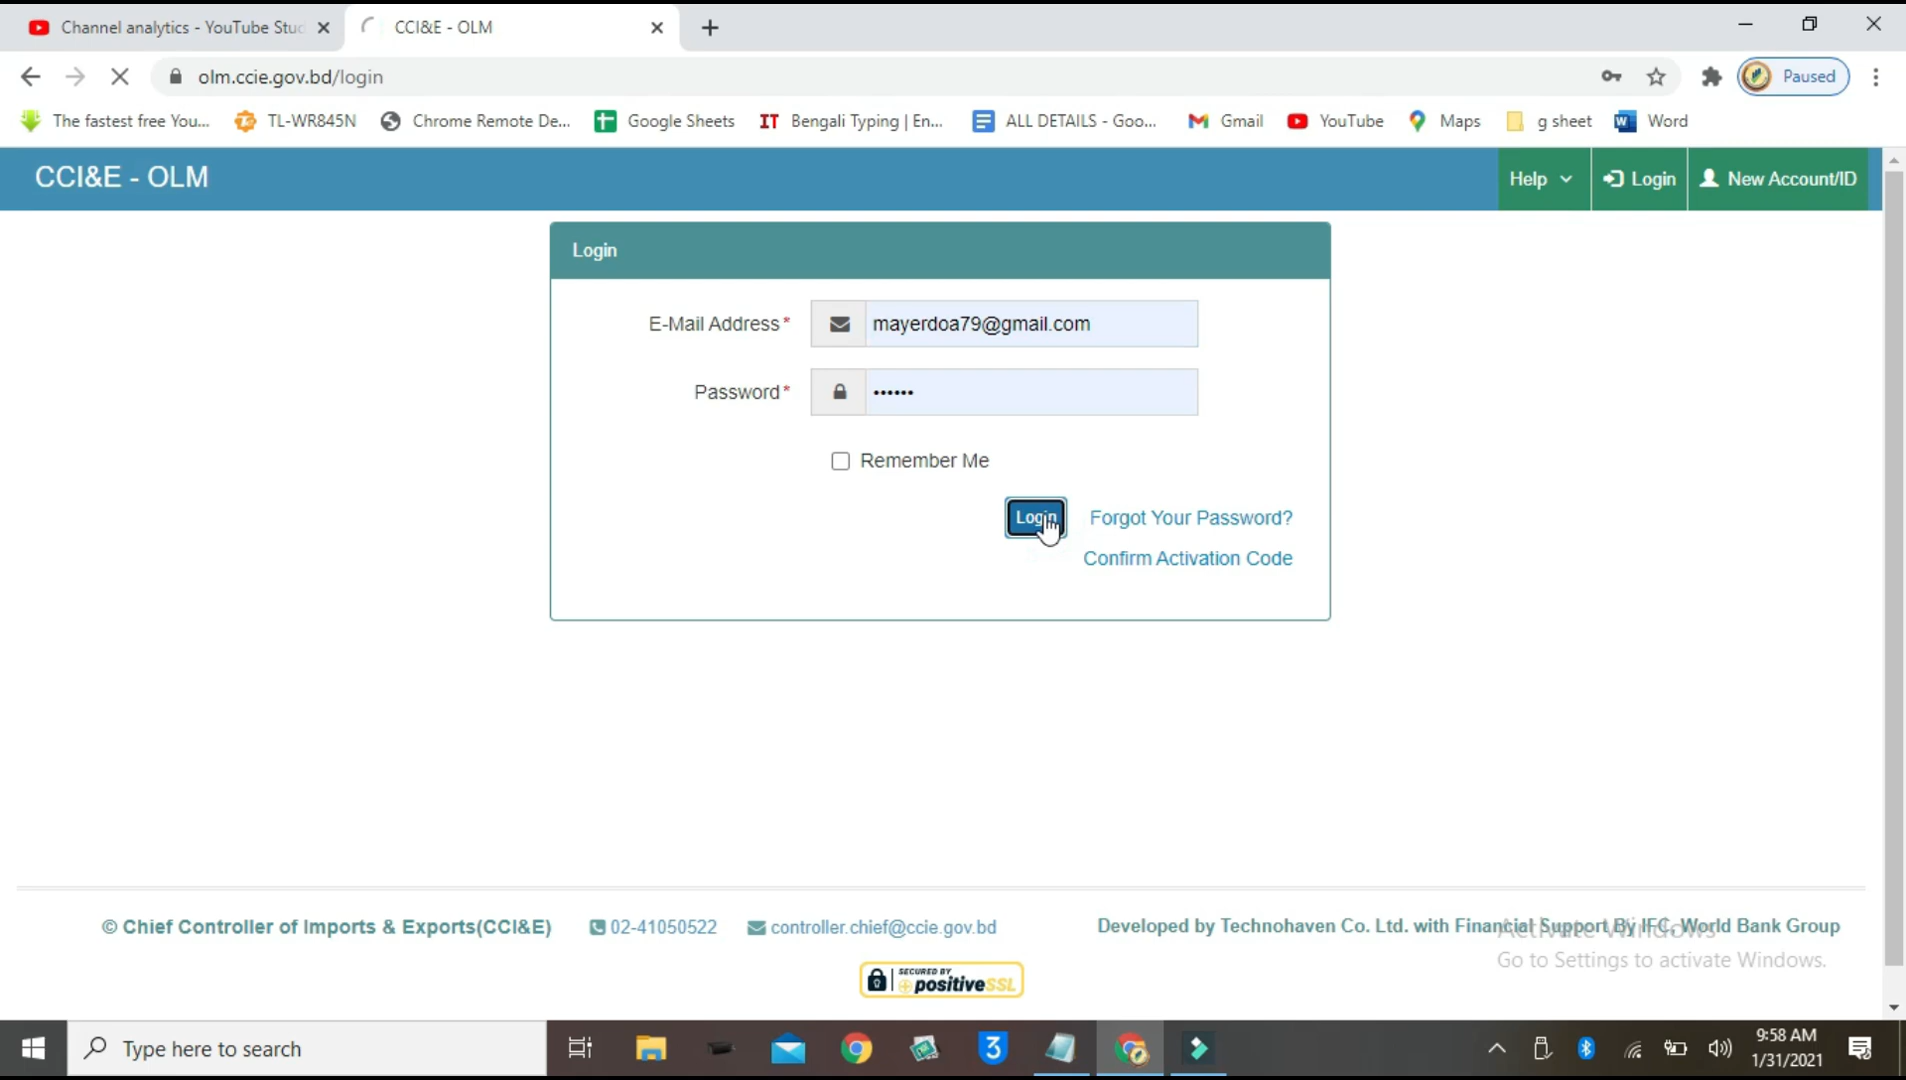 Channel analytics - YouTube Stud
CCI&E - OLM
olm.ccie.gov.bd/login
Paused
The fastest free You...
TL-WR845N
Chrome Remote De...
Google Sheets
IT
Bengali Typing | En...
ALL DETAILS - Goo...
Gmail
YouTube
Maps
g sheet
Word
CCI&E - OLM
Help
Login
New Account/ID
Login
E-Mail Address*
mayerdoa79@gmail.com
Password*
••••••
Remember Me
Login
Forgot Your Password?
Confirm Activation Code
© Chief Controller of Imports & Exports(CCI&E)
02-41050522
controller.chief@ccie.gov.bd
Developed by Technohaven Co. Ltd. with Financial Support By IFC, World Bank Group
Activate Windows
Go to Settings to activate Windows.
SECURED BY
positiveSSL
Type here to search
3
9:58 AM
1/31/2021